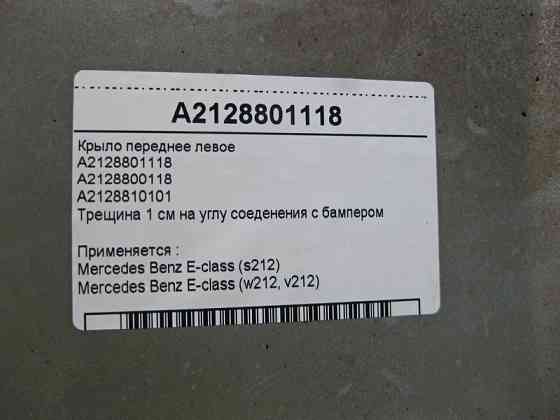 A2128801118
Крыло переднее левое
A2128801118
A2128800118
A2128810101
Трещина 1 см на углу соеденения с бампером
Применяется :
Mercedes Benz E-class (s212)
Mercedes Benz E-class (w212, v212)